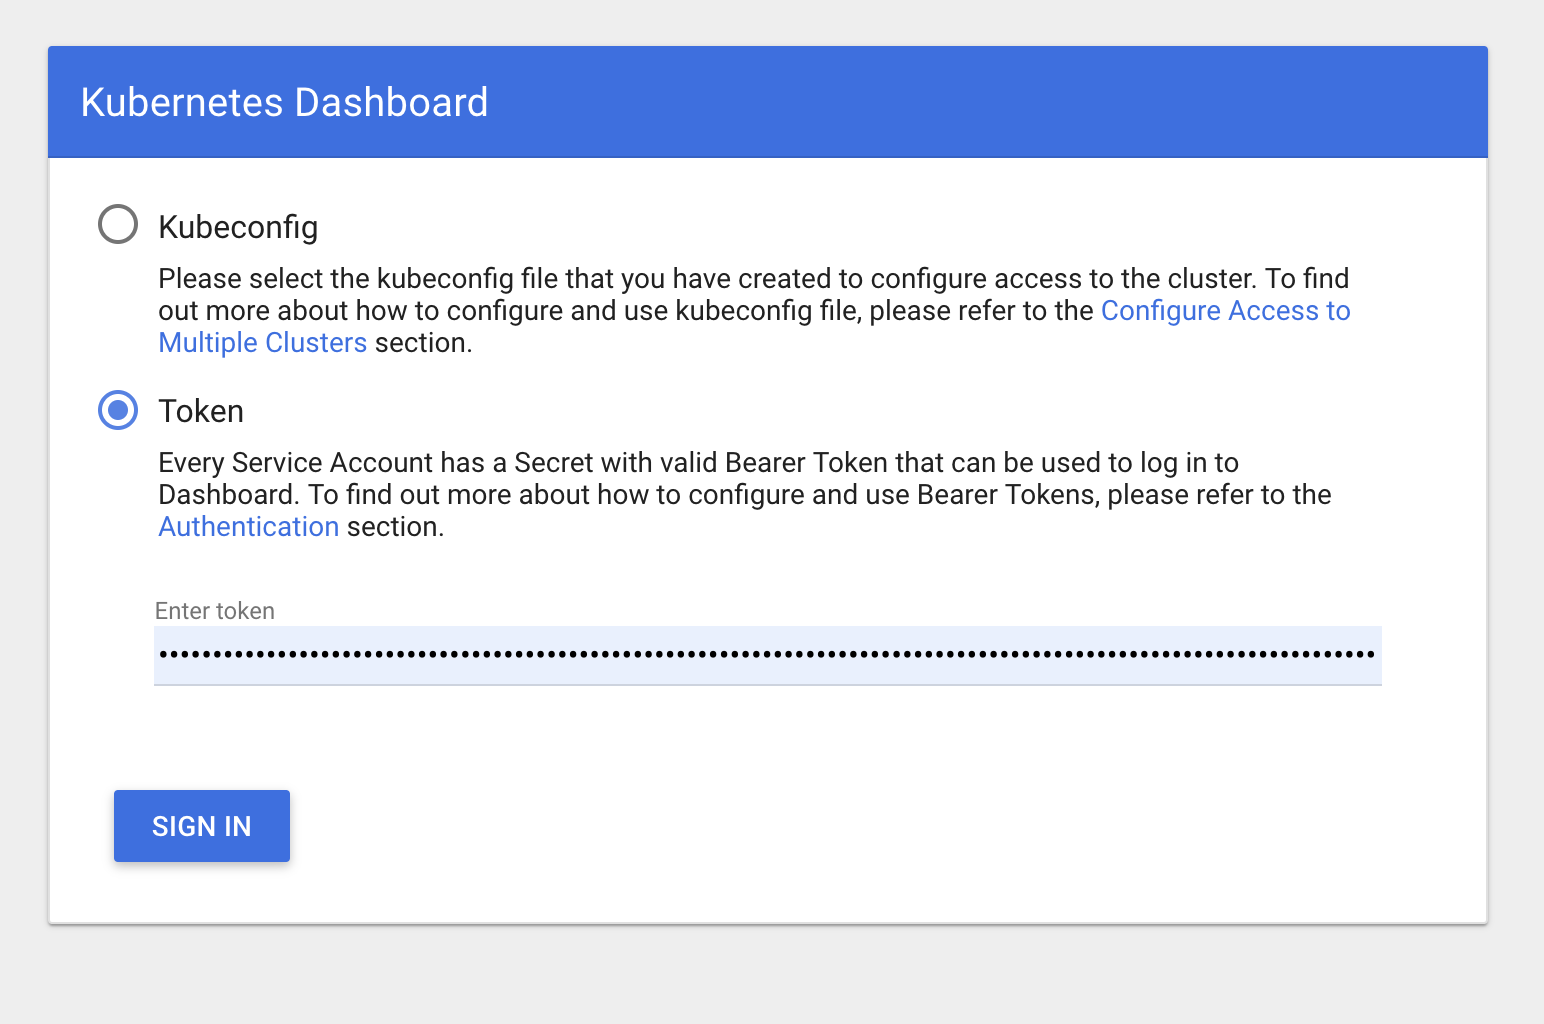 Kubernetes Dashboard
Kubeconfig
Please select the kubeconfig file that you have created to configure access to the cluster. To find
out more about how to configure and use kubeconfig file, please refer to the Configure Access to
Multiple Clusters section.
Token
Every Service Account has a Secret with valid Bearer Token that can be used to log in to
Dashboard. To find out more about how to configure and use Bearer Tokens, please refer to the
Authentication section.
Enter token
SIGN IN